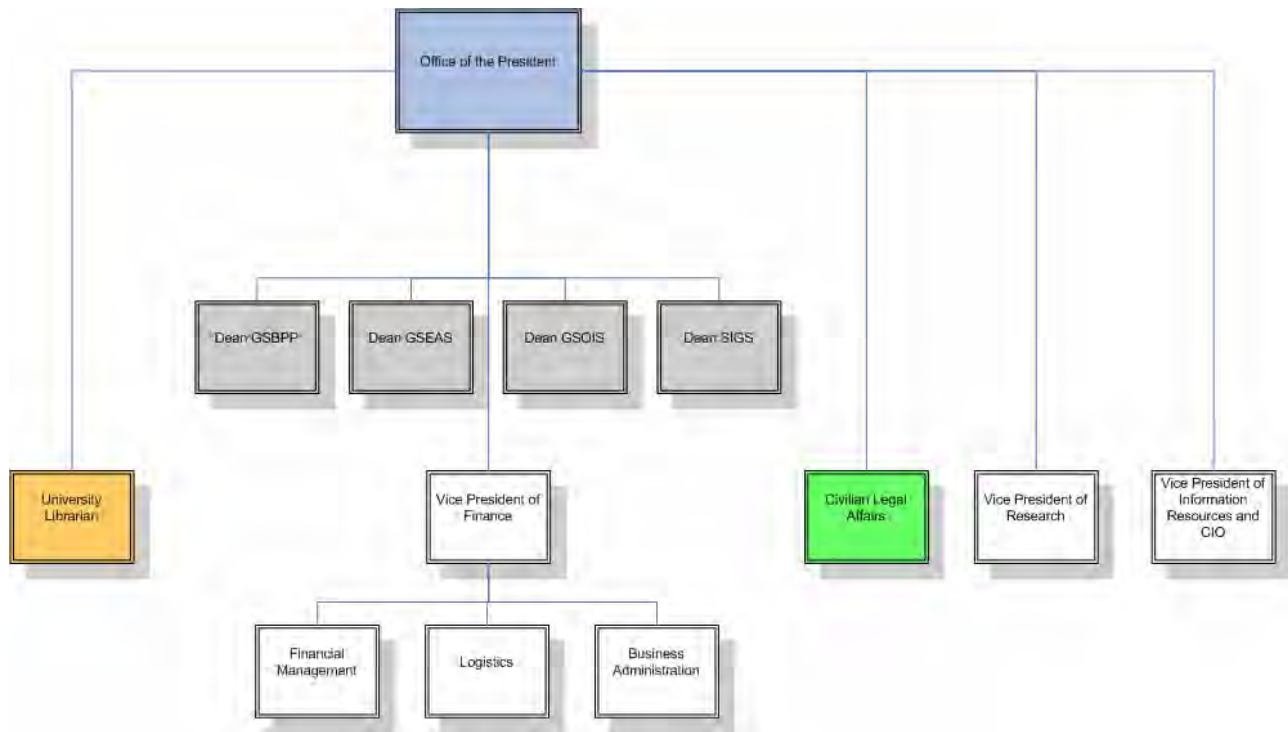 Office of the President
Dean GSBPP
Dean GSEAS
Dean GSOIS
Dean SIGS
University
Librarian
Vice President of
Finance
Civilian Legal
Affairs
Vice President of
Research
Vice President of
Information
Resources and
CIO
Financial
Management
Logistics
Business
Administration